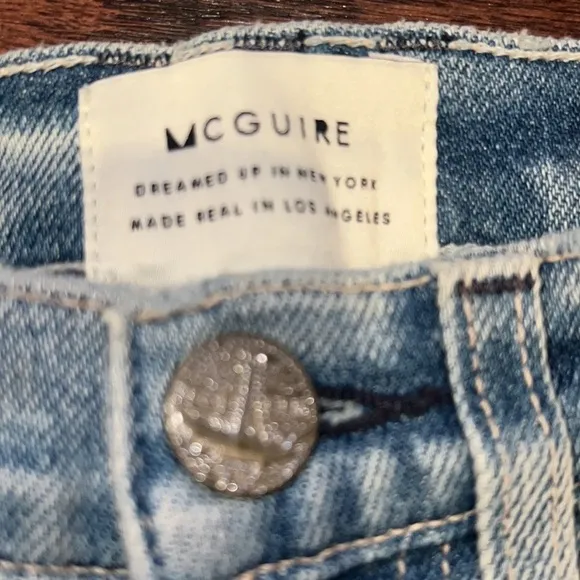 MCGUIRE
DREAMED UP IN NEW YORK
MADE REAL IN LOS ANGELES